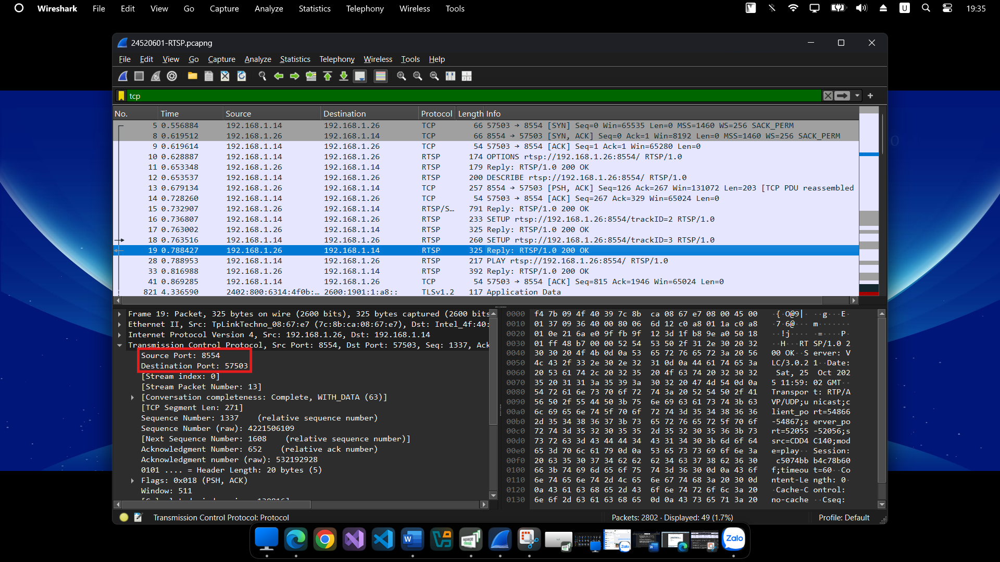 Wireshark File Edit View Go Capture Analyze Statistics Telephony Wireless Tools U 19:35
24520601-RTSP.pcapng
File Edit View Go Capture Analyze Statistics Telephony Wireless Tools Help
tcp
No. Time Source Destination Protocol Length Info
5 0.556884 192.168.1.14 192.168.1.26 TCP 66 57503 → 8554 [SYN] Seq=0 Win=65535 Len=0 MSS=1460 WS=256 SACK_PERM
8 0.619512 192.168.1.26 192.168.1.14 TCP 66 8554 → 57503 [SYN, ACK] Seq=0 Ack=1 Win=8192 Len=0 MSS=1460 WS=256 SACK_PERM
9 0.619614 192.168.1.14 192.168.1.26 TCP 54 57503 → 8554 [ACK] Seq=1 Ack=1 Win=65280 Len=0
10 0.628887 192.168.1.14 192.168.1.26 RTSP 174 OPTIONS rtsp://192.168.1.26:8554/ RTSP/1.0
11 0.653348 192.168.1.26 192.168.1.14 RTSP 179 Reply: RTSP/1.0 200 OK
12 0.653537 192.168.1.14 192.168.1.26 RTSP 200 DESCRIBE rtsp://192.168.1.26:8554/ RTSP/1.0
13 0.679134 192.168.1.26 192.168.1.14 TCP 257 8554 → 57503 [PSH, ACK] Seq=126 Ack=267 Win=131072 Len=203 [TCP PDU reassembled
14 0.728260 192.168.1.14 192.168.1.26 TCP 54 57503 → 8554 [ACK] Seq=267 Ack=329 Win=65024 Len=0
15 0.732907 192.168.1.26 192.168.1.14 RTSP/S… 791 Reply: RTSP/1.0 200 OK
16 0.736807 192.168.1.14 192.168.1.26 RTSP 233 SETUP rtsp://192.168.1.26:8554/trackID=2 RTSP/1.0
17 0.763002 192.168.1.26 192.168.1.14 RTSP 325 Reply: RTSP/1.0 200 OK
18 0.763516 192.168.1.14 192.168.1.26 RTSP 260 SETUP rtsp://192.168.1.26:8554/trackID=3 RTSP/1.0
19 0.788427 192.168.1.26 192.168.1.14 RTSP 325 Reply: RTSP/1.0 200 OK
28 0.788953 192.168.1.14 192.168.1.26 RTSP 217 PLAY rtsp://192.168.1.26:8554/ RTSP/1.0
33 0.816988 192.168.1.26 192.168.1.14 RTSP 392 Reply: RTSP/1.0 200 OK
41 0.869285 192.168.1.14 192.168.1.26 TCP 54 57503 → 8554 [ACK] Seq=815 Ack=1946 Win=65024 Len=0
821 4.336590 2402:800:6314:4f0b:… 2600:1901:1:a8:: TLSv1.2 117 Application Data
Frame 19: Packet, 325 bytes on wire (2600 bits), 325 bytes captured (2600 bits
Ethernet II, Src: TpLinkTechno_08:67:e7 (7c:8b:ca:08:67:e7), Dst: Intel_4f:40:
Internet Protocol Version 4, Src: 192.168.1.26, Dst: 192.168.1.14
Transmission Control Protocol, Src Port: 8554, Dst Port: 57503, Seq: 1337, Ack
Source Port: 8554
Destination Port: 57503
[Stream index: 0]
[Stream Packet Number: 13]
[Conversation completeness: Complete, WITH_DATA (63)]
[TCP Segment Len: 271]
Sequence Number: 1337 (relative sequence number)
Sequence Number (raw): 4221506109
[Next Sequence Number: 1608 (relative sequence number)]
Acknowledgment Number: 652 (relative ack number)
Acknowledgment number (raw): 532192928
0101 .... = Header Length: 20 bytes (5)
Flags: 0x018 (PSH, ACK)
Window: 511
0000 f4 7b 09 4f 40 39 7c 8b ca 08 67 e7 08 00 45 00 ·{·O@9|· ··g···E·
0010 01 37 09 36 40 00 80 06 6d 12 c0 a8 01 1a c0 a8 ·7·6@··· m·······
0020 01 0e 21 6a e0 9f fb 9f 12 3d 1f b8 9e a0 50 18 ··!j···· ·=····P·
0030 01 ff 48 b7 00 00 52 54 53 50 2f 31 2e 30 20 32 ··H···RT SP/1.0 2
0040 30 30 20 4f 4b 0d 0a 53 65 72 76 65 72 3a 20 56 00 OK··S erver: V
0050 4c 43 2f 33 2e 30 2e 32 31 0d 0a 44 61 74 65 3a LC/3.0.2 1··Date:
0060 20 53 61 74 2c 20 32 35 20 4f 63 74 20 32 30 32 Sat, 25 Oct 202
0070 35 20 31 31 3a 35 39 3a 30 32 20 47 4d 54 0d 0a 5 11:59: 02 GMT··
0080 54 72 61 6e 73 70 6f 72 74 3a 20 52 54 50 2f 41 Transpor t: RTP/A
0090 56 50 2f 55 44 50 3b 75 6e 69 63 61 73 74 3b 63 VP/UDP;u nicast;c
00a0 6c 69 65 6e 74 5f 70 6f 72 74 3d 35 34 38 36 36 lient_po rt=54866
00b0 2d 35 34 38 36 37 3b 73 65 72 76 65 72 5f 70 6f -54867;s erver_po
00c0 72 74 3d 35 32 30 35 35 2d 35 32 30 35 36 3b 73 rt=52055 -52056;s
00d0 73 72 63 3d 43 44 44 34 43 31 34 30 3b 6d 6f 64 src=CDD4 C140;mod
00e0 65 3d 70 6c 61 79 0d 0a 53 65 73 73 69 6f 6e 3a e=play·· Session:
00f0 20 63 35 30 37 34 62 62 62 34 63 37 38 62 36 30 c5074bb b4c78b60
0100 66 3b 74 69 6d 65 6f 75 74 3d 36 30 0d 0a 43 6f f;timeou t=60··Co
0110 6e 74 65 6e 74 2d 4c 65 6e 67 74 68 3a 20 30 0d ntent-Le ngth: 0·
0120 0a 43 61 63 68 65 2d 43 6f 6e 74 72 6f 6c 3a 20 ·Cache-C ontrol:
0130 6e 6f 2d 63 61 63 68 65 0d 0a 43 73 65 71 3a 20 no-cache ··Cseq:
Transmission Control Protocol: Protocol
Packets: 2802 · Displayed: 49 (1.7%)
Profile: Default
Zalo